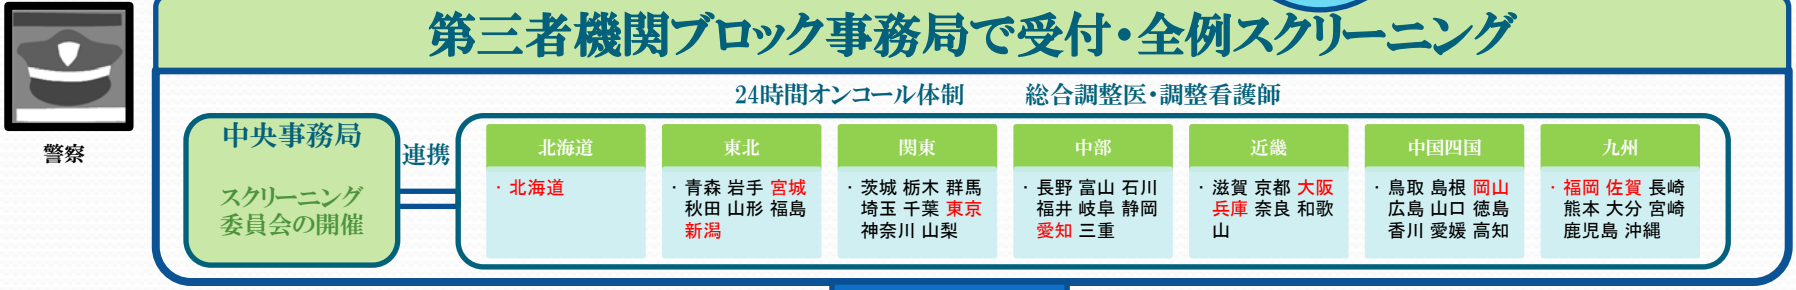 第三者機関ブロック事務局で受付・全例スクリーニング
24時間オンコール体制 総合調整医・調整看護師
警察
中央事務局
スクリーニング
委員会の開催
連携
北海道
・北海道
東北
・青森 岩手 宮城
秋田 山形 福島
新潟
関東
・茨城 栃木 群馬
埼玉 千葉 東京
神奈川 山梨
中部
・長野 富山 石川
福井 岐阜 静岡
愛知 三重
近畿
・滋賀 京都 大阪
兵庫 奈良 和歌
山
中国四国
・鳥取 島根 岡山
広島 山口 徳島
香川 愛媛 高知
九州
・福岡 佐賀 長崎
熊本 大分 宮崎
鹿児島 沖縄